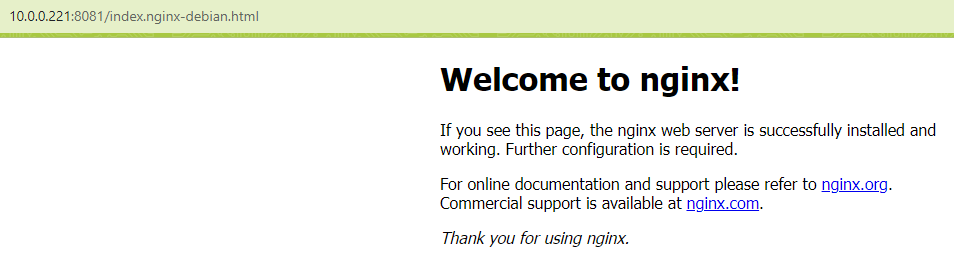 10.0.0.221:8081/index.nginx-debian.html
Welcome to nginx!
If you see this page, the nginx web server is successfully installed and
working. Further configuration is required.
For online documentation and support please refer to nginx.org.
Commercial support is available at nginx.com.
Thank you for using nginx.